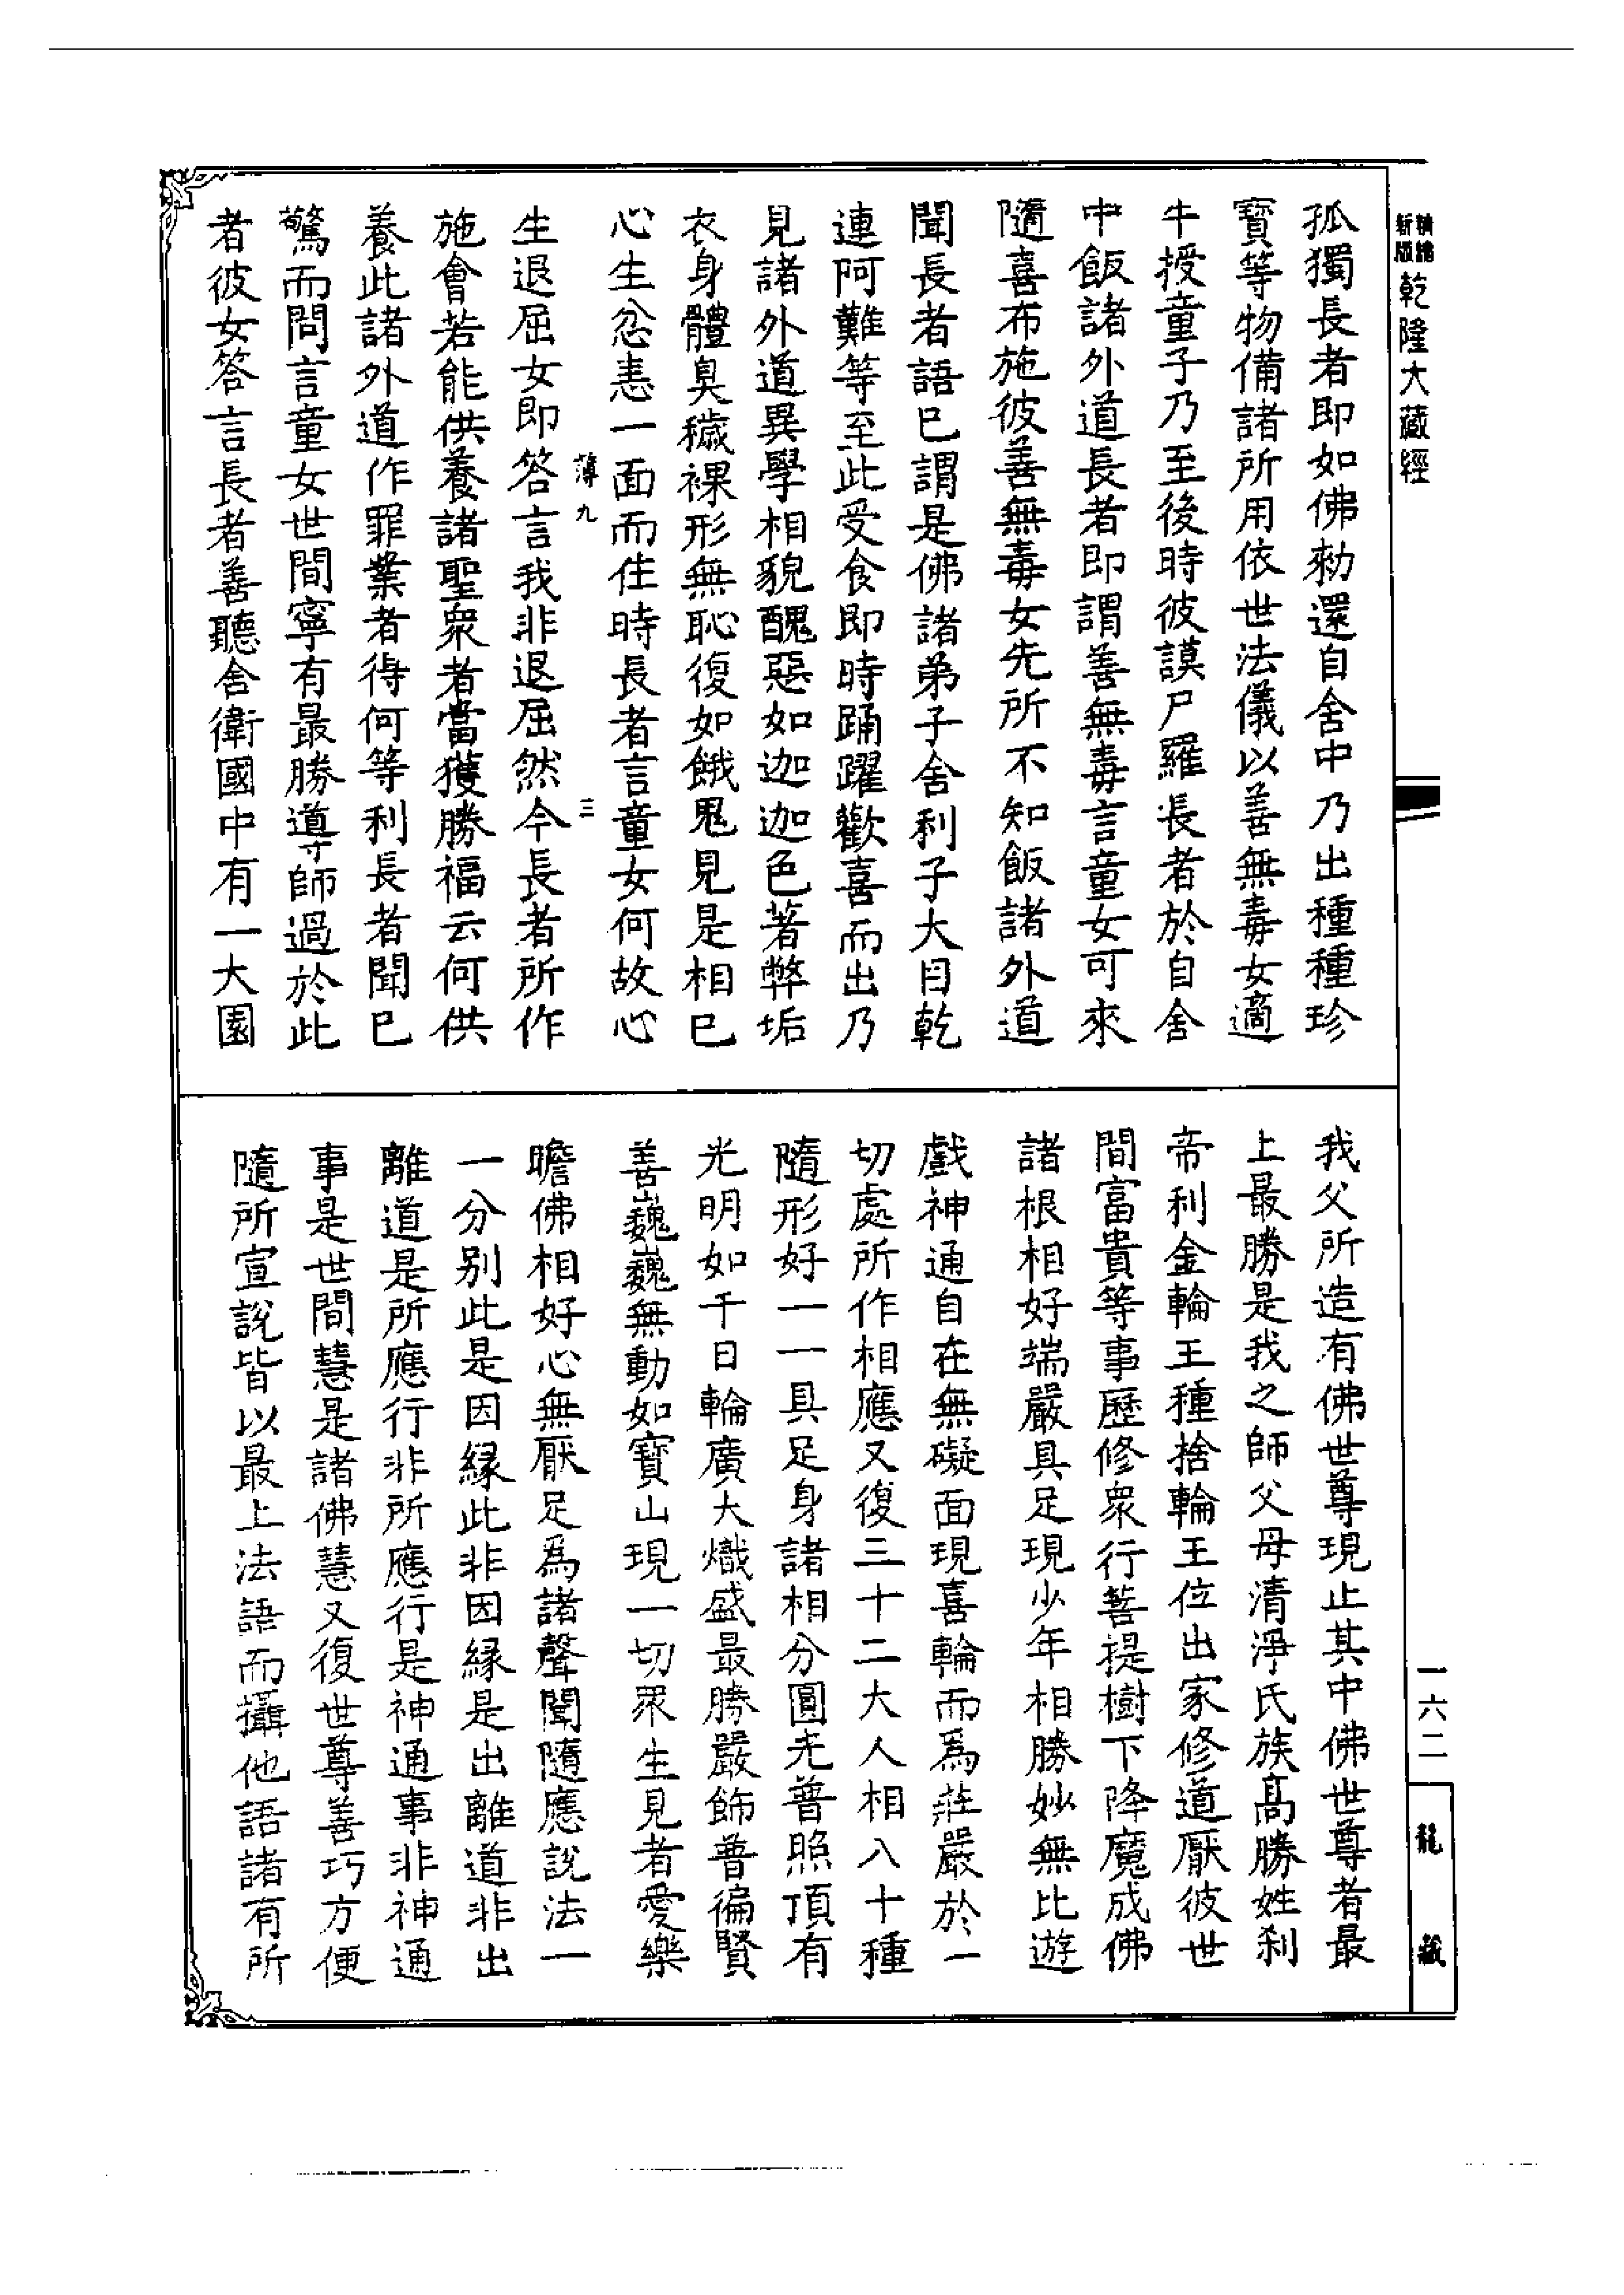 新編
新版
乾隆大藏經
孤獨長者即如佛勑還自舍中乃出種種珍
寶等物備諸所用依世法儀以善無毒女適
牛授童子乃至後時彼謨尸羅長者於自舍
中飯諸外道長者即謂善無毒言童女可來
隨喜布施彼善無毒女先所不知飯諸外道
聞長者語已謂是佛諸弟子舍利子大目乾
連阿難等至此受食即時踊躍歡喜而出乃
見諸外道異學相貌醜惡如迦迦色著弊垢
衣身體臭穢裸形無恥復如餓鬼見是相已
心生忿恚一面而住時長者言童女何故心
薄九 三
生退屈女即答言我非退屈然今長者所作
施會若能供養諸聖衆者當獲勝福云何供
養此諸外道作罪業者得何等利長者聞已
驚而問言童女世間寧有最勝導師過於此
者彼女答言長者善聽舍衛國中有一大園
我父所造有佛世尊現止其中佛世尊者最
上最勝是我之師父母清淨氏族髙勝姓刹
帝利金輪王種捨輪王位出家修道厭彼世
間富貴等事歷修衆行菩提樹下降魔成佛
諸根相好端嚴具足現少年相勝妙無比遊
戲神通自在無礙面現喜輪而爲莊嚴於一
切處所作相應又復三十二大人相八十種
隨形好一一具足身諸相分圓光普照頂有
光明如千日輪廣大熾盛最勝嚴飾普徧賢
善巍巍無動如寶山現一切衆生見者愛樂
瞻佛相好心無厭足爲諸聲聞隨應說法一
一分别此是因緣此非因緣是出離道非出
離道是所應行非所應行是神通事非神通
事是世間慧是諸佛慧又復世尊善巧方便
隨所宣說皆以最上法語而攝他語諸有所
一六二
龍藏